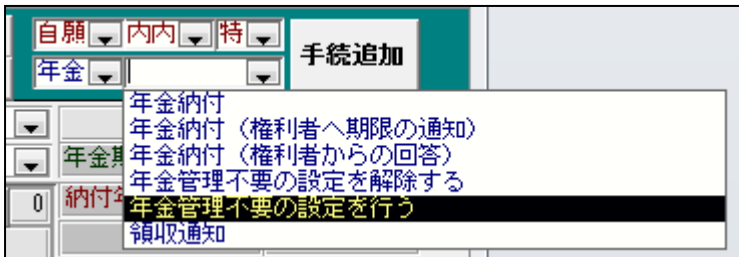 自願 内内 特
手続追加
年金
年金納付
年金納付（権利者へ期限の通知）
年金期 年金納付（権利者からの回答）
年金管理不要の設定を解除する
0 納付年 年金管理不要の設定を行う
領収通知